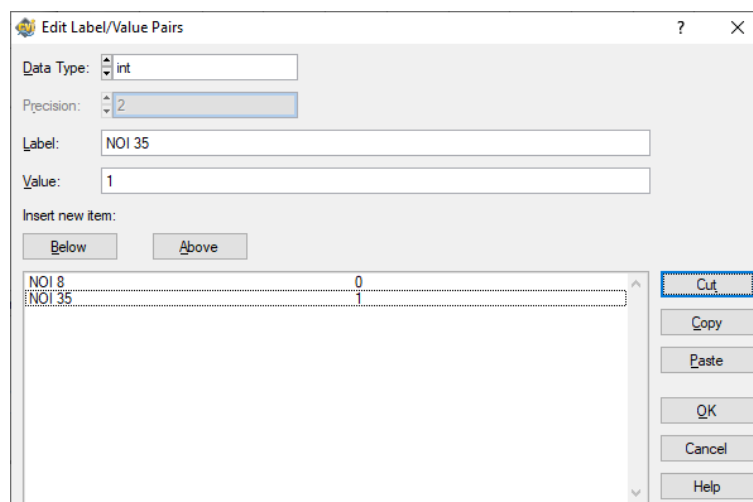 Edit Label/Value Pairs
Data Type: int
Precision: 2
Label: NOI 35
Value: 1
Insert new item:
Below Above
NOI 8 0
NOI 35 1
Cut
Copy
Paste
OK
Cancel
Help